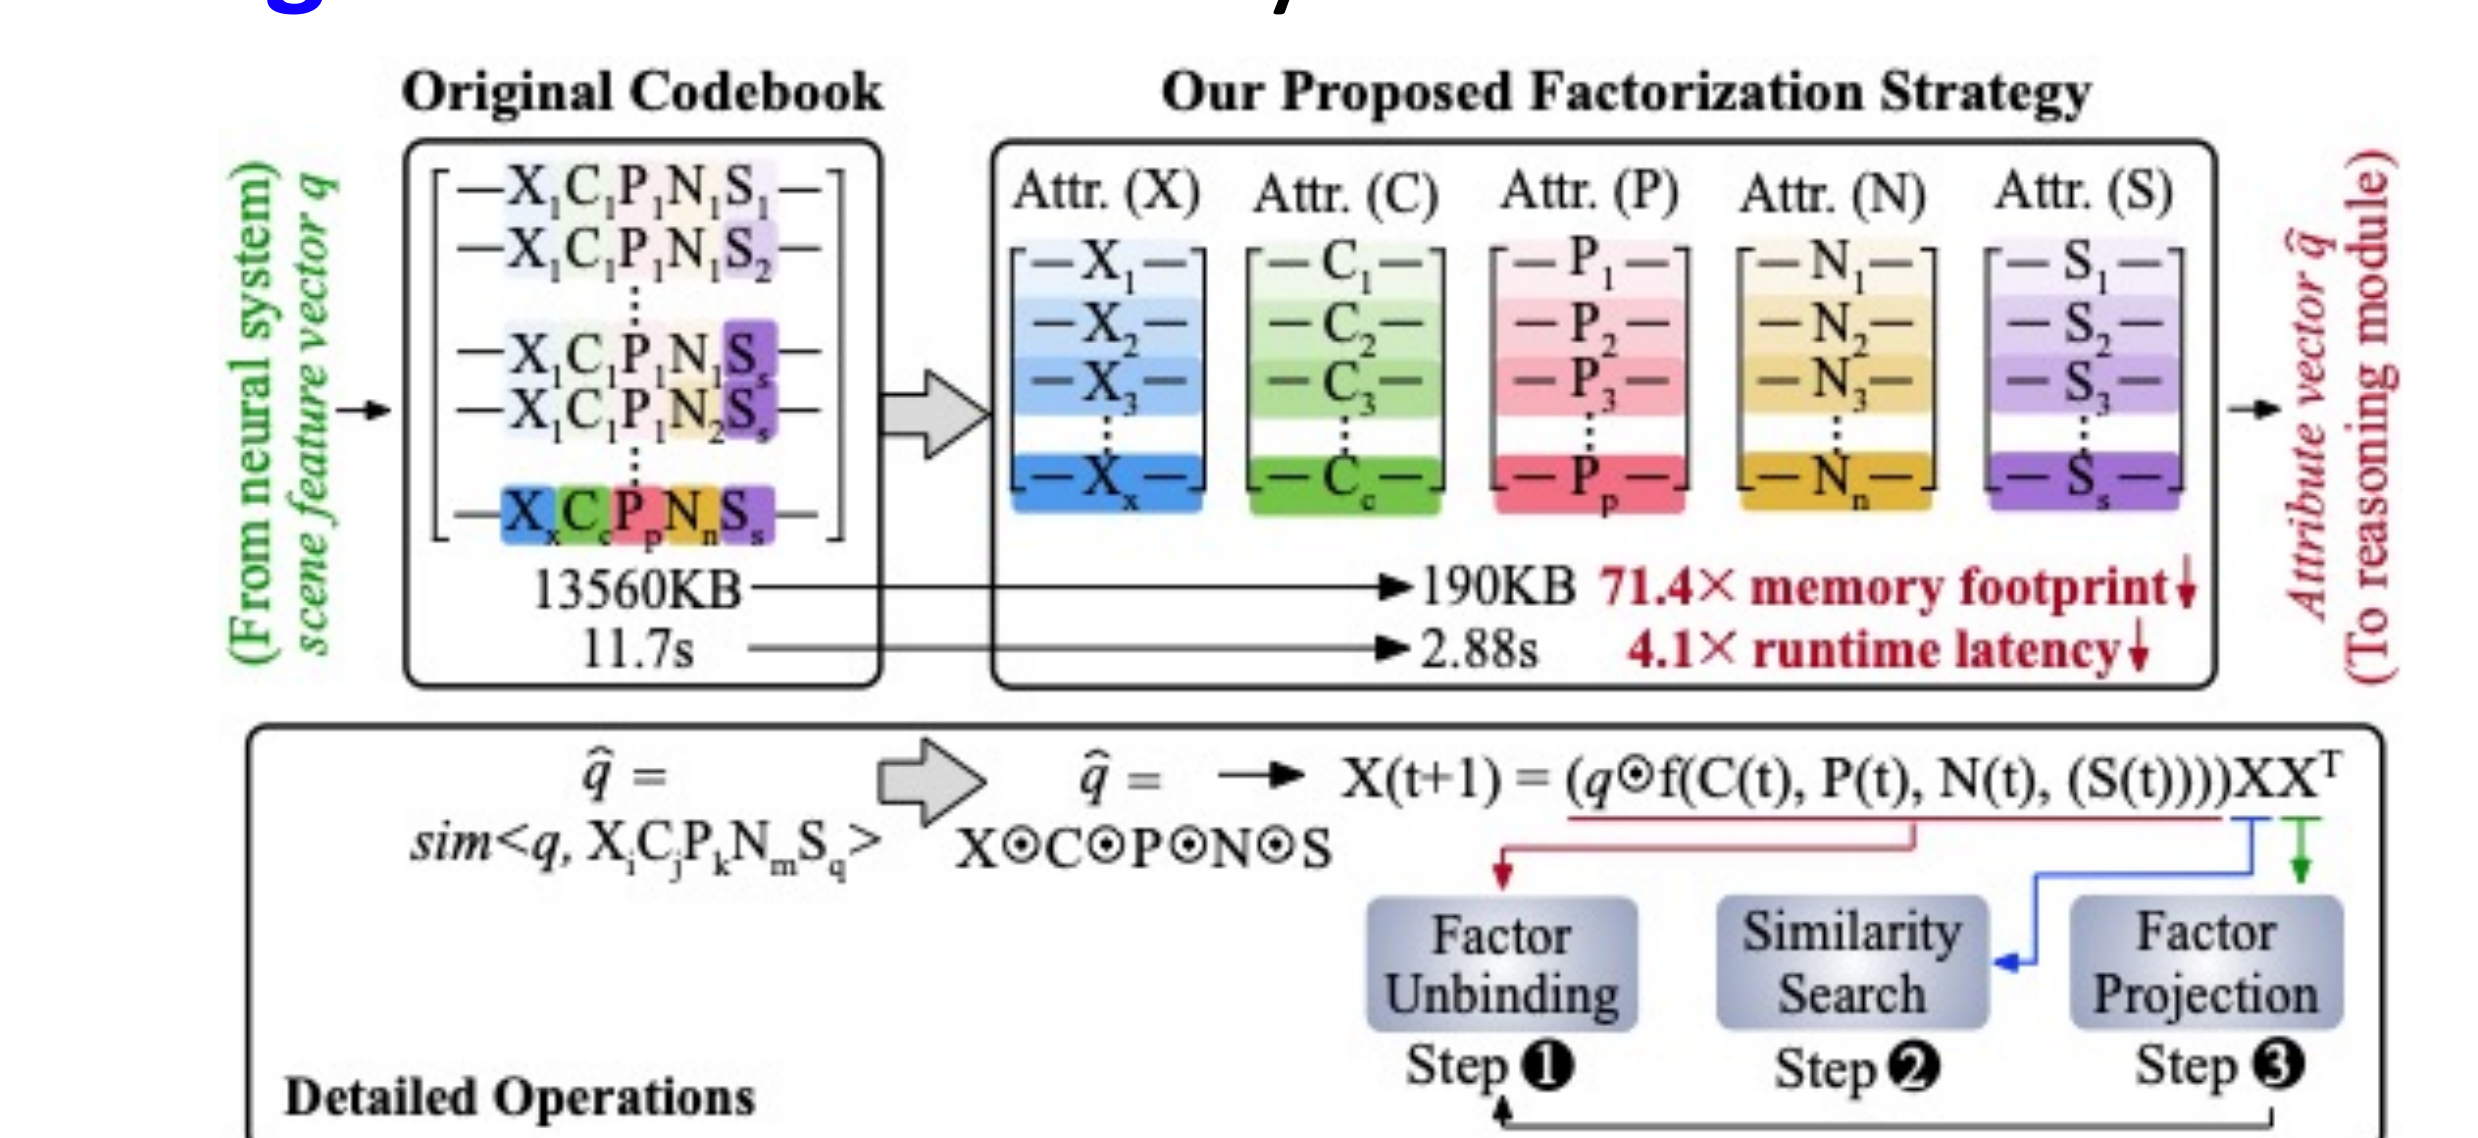 Original Codebook
Our Proposed Factorization Strategy
(From neural system)
scene feature vector q
X₁C₁P₁N₁S₁
X₁C₁P₁N₁S₂
⋮
X₁C₁P₁N₁Sₛ
X₁C₁P₁N₂Sₛ
⋮
XₓC_cPₚNₙSₛ
13560KB
11.7s
Attr. (X) Attr. (C) Attr. (P) Attr. (N) Attr. (S)
X₁ C₁ P₁ N₁ S₁
X₂ C₂ P₂ N₂ S₂
X₃ C₃ P₃ N₃ S₃
⋮ ⋮ ⋮ ⋮ ⋮
Xₓ C_c Pₚ Nₙ Sₛ
190KB 71.4× memory footprint↓
2.88s 4.1× runtime latency↓
Attribute vector q̂
(To reasoning module)
q̂ =
sim<q, XᵢCⱼPₖNₘS_q>
q̂ =
X⊙C⊙P⊙N⊙S
X(t+1) = (q⊙f(C(t), P(t), N(t), (S(t))))XXᵀ
Factor
Unbinding
Step ❶
Similarity
Search
Step ❷
Factor
Projection
Step ❸
Detailed Operations